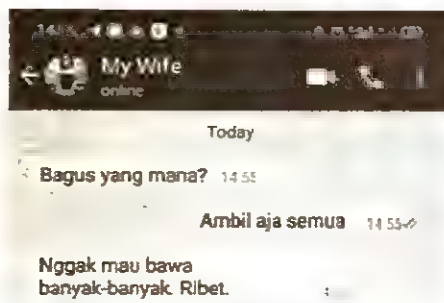 My Wife
online
Today
Bagus yang mana? 14.55
Ambil aja semua 14.55
Nggak mau bawa
banyak-banyak. Ribet.